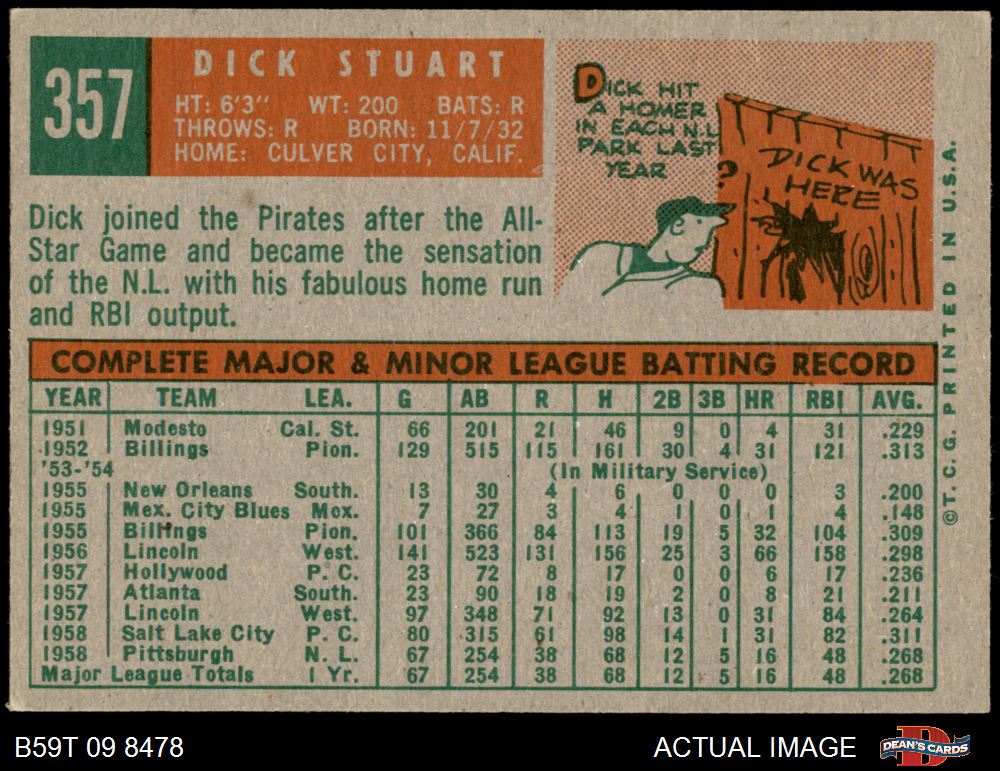 357
DICK STUART
HT: 6'3" WT: 200 BATS: R
THROWS: R BORN: 11/7/32
HOME: CULVER CITY, CALIF.
DICK HIT
A HOMER
IN EACH N.L.
PARK LAST
YEAR
?
DICK WAS
HERE
Dick joined the Pirates after the All-
Star Game and became the sensation
of the N.L. with his fabulous home run
and RBI output.
COMPLETE MAJOR & MINOR LEAGUE BATTING RECORD
YEAR TEAM LEA. G AB R H 2B 3B HR RBI AVG.
1951 Modesto Cal. St. 66 201 21 46 9 0 4 31 .229
1952 Billings Pion. 129 515 115 161 30 4 31 121 .313
'53-'54 (In Military Service)
1955 New Orleans South. 13 30 4 6 0 0 0 3 .200
1955 Mex. City Blues Mex. 7 27 3 4 1 0 1 4 .148
1955 Billings Pion. 101 366 84 113 19 5 32 104 .309
1956 Lincoln West. 141 523 131 156 25 3 66 158 .298
1957 Hollywood P. C. 23 72 8 17 0 0 6 17 .236
1957 Atlanta South. 23 90 18 19 2 0 8 21 .211
1957 Lincoln West. 97 348 71 92 13 0 31 84 .264
1958 Salt Lake City P. C. 80 315 61 98 14 1 31 82 .311
1958 Pittsburgh N. L. 67 254 38 68 12 5 16 48 .268
Major League Totals 1 Yr. 67 254 38 68 12 5 16 48 .268
©T.C.G. PRINTED IN U.S.A.
B59T 09 8478
ACTUAL IMAGE
D
DEAN'S CARDS